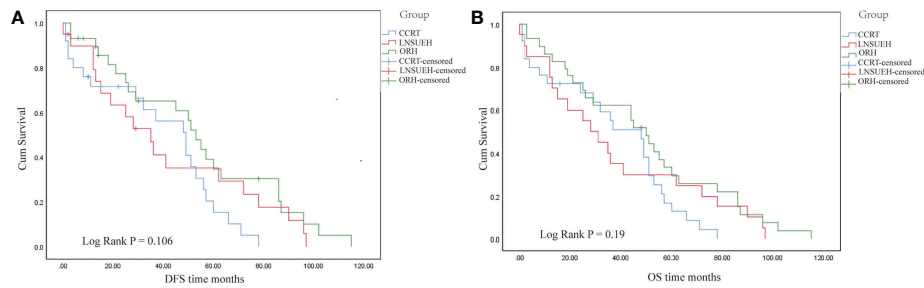 A
Group
CCRT
LNSUEH
ORH
CCRT-censored
LNSUEH-censored
ORH-censored
1.0
0.8
0.6
0.4
0.2
0.0
Cum Survival
Log Rank P = 0.106
.00 20.00 40.00 60.00 80.00 100.00 120.00
DFS time months
B
Group
CCRT
LNSUEH
ORH
CCRT-censored
LNSUEH-censored
ORH-censored
1.0
0.8
0.6
0.4
0.2
0.0
Cum Survival
Log Rank P = 0.19
.00 20.00 40.00 60.00 80.00 100.00 120.00
OS time months